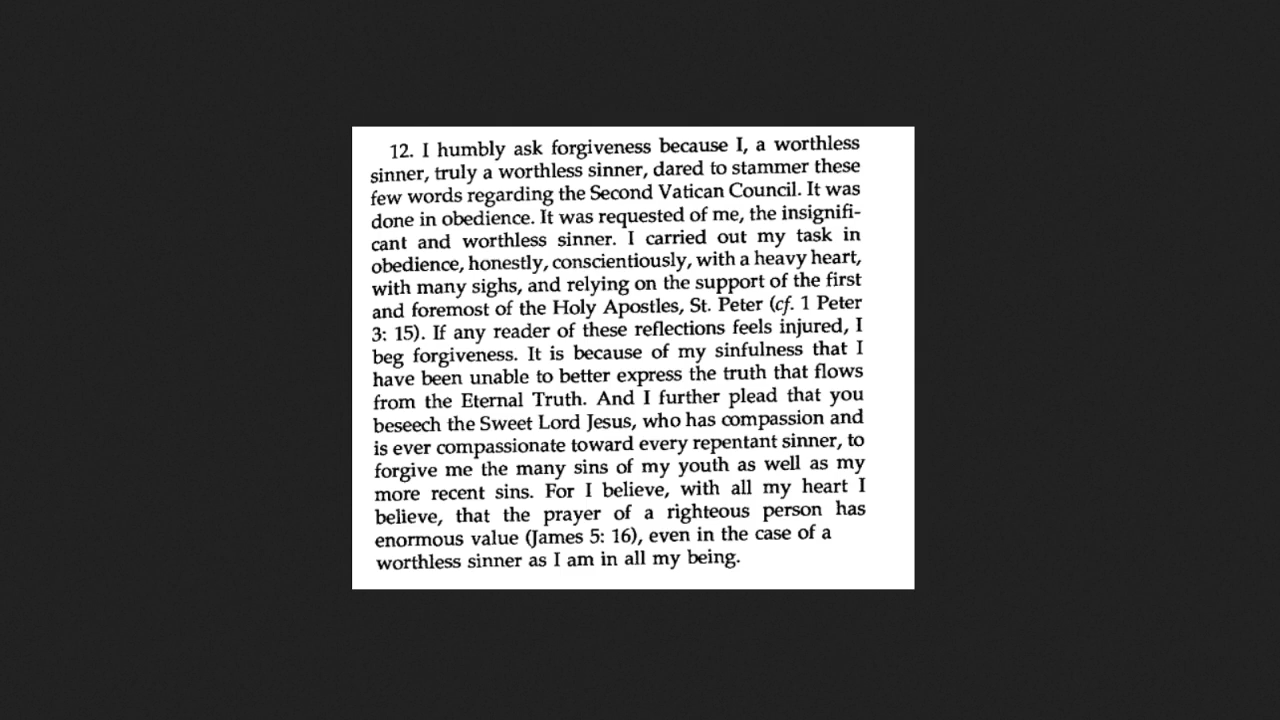 12. I humbly ask forgiveness because I, a worthless
sinner, truly a worthless sinner, dared to stammer these
few words regarding the Second Vatican Council. It was
done in obedience. It was requested of me, the insignifi-
cant and worthless sinner. I carried out my task in
obedience, honestly, conscientiously, with a heavy heart,
with many sighs, and relying on the support of the first
and foremost of the Holy Apostles, St. Peter (cf. 1 Peter
3: 15). If any reader of these reflections feels injured, I
beg forgiveness. It is because of my sinfulness that I
have been unable to better express the truth that flows
from the Eternal Truth. And I further plead that you
beseech the Sweet Lord Jesus, who has compassion and
is ever compassionate toward every repentant sinner, to
forgive me the many sins of my youth as well as my
more recent sins. For I believe, with all my heart I
believe, that the prayer of a righteous person has
enormous value (James 5: 16), even in the case of a
worthless sinner as I am in all my being.